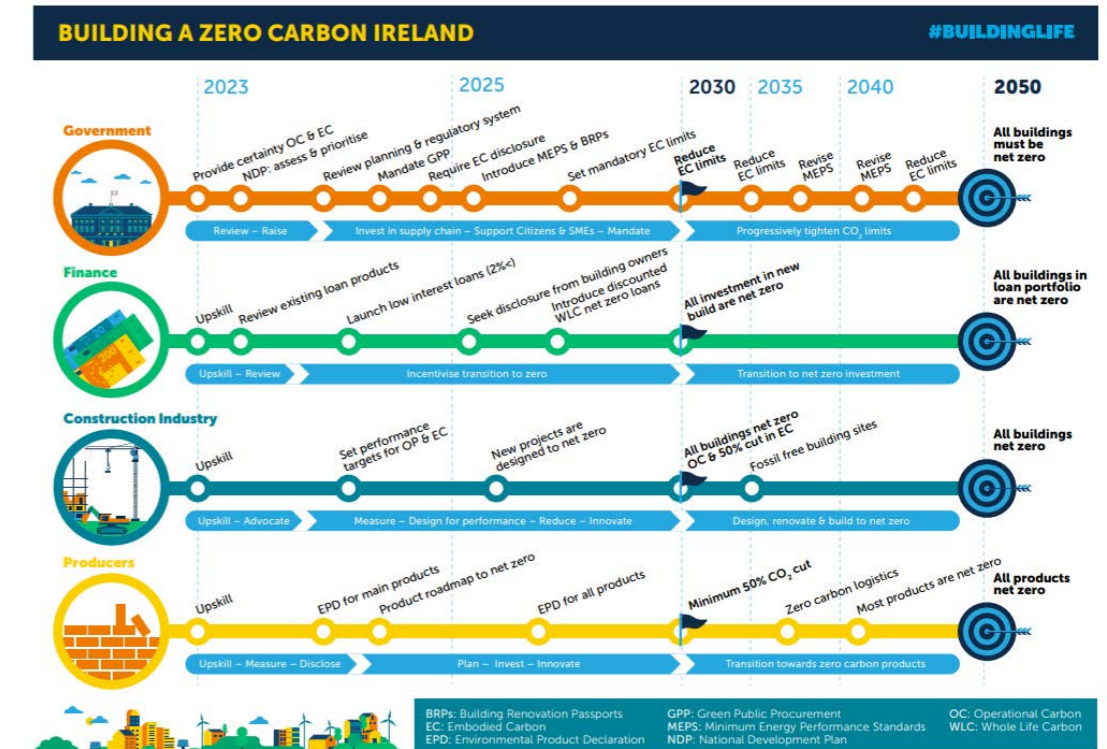 BUILDING A ZERO CARBON IRELAND
#BUILDINGLIFE
2023
2025
2030
2035
2040
2050
Government
Provide certainty OC & EC
NDP: assess & prioritise
Review planning & regulatory system
Mandate GPP
Require EC disclosure
Introduce MEPS & BRPs
Set mandatory EC limits
Reduce
EC limits
Reduce
EC limits
Revise
MEPS
Revise
MEPS
Reduce
EC limits
All buildings
must be
net zero
Review – Raise
Invest in supply chain – Support Citizens & SMEs – Mandate
Progressively tighten CO₂ limits
Finance
Upskill
Review existing loan products
Launch low interest loans (2%<)
Seek disclosure from building owners
Introduce discounted
WLC net zero loans
All investment in new
build are net zero
All buildings in
loan portfolio
are net zero
20
200
Upskill – Review
Incentivise transition to zero
Transition to net zero investment
Construction Industry
Upskill
Set performance
targets for OP & EC
New projects are
designed to net zero
All buildings net zero
OC & 50% cut in EC
Fossil free building sites
All buildings
net zero
Upskill – Advocate
Measure – Design for performance – Reduce – Innovate
Design, renovate & build to net zero
Producers
Upskill
EPD for main products
Product roadmap to net zero
EPD for all products
Minimum 50% CO₂ cut
Zero carbon logistics
Most products are net zero
All products
net zero
Upskill – Measure – Disclose
Plan – Invest – Innovate
Transition towards zero carbon products
BRPs: Building Renovation Passports
EC: Embodied Carbon
EPD: Environmental Product Declaration
GPP: Green Public Procurement
MEPS: Minimum Energy Performance Standards
NDP: National Development Plan
OC: Operational Carbon
WLC: Whole Life Carbon